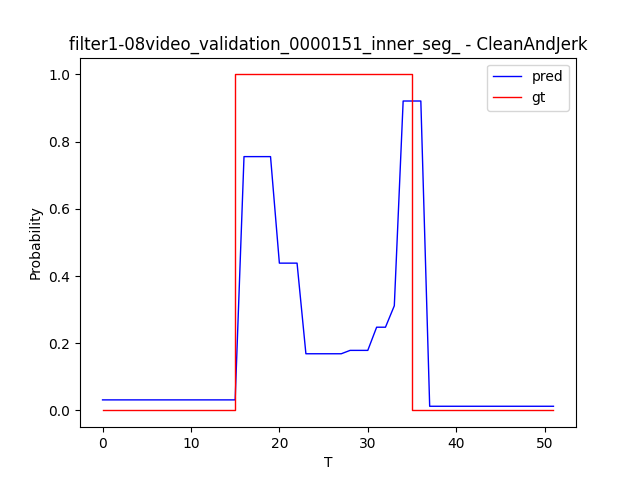 filter1-08video_validation_0000151_inner_seg_ - CleanAndJerk
pred
gt
Probability
1.0
0.8
0.6
0.4
0.2
0.0
0 10 20 30 40 50
T